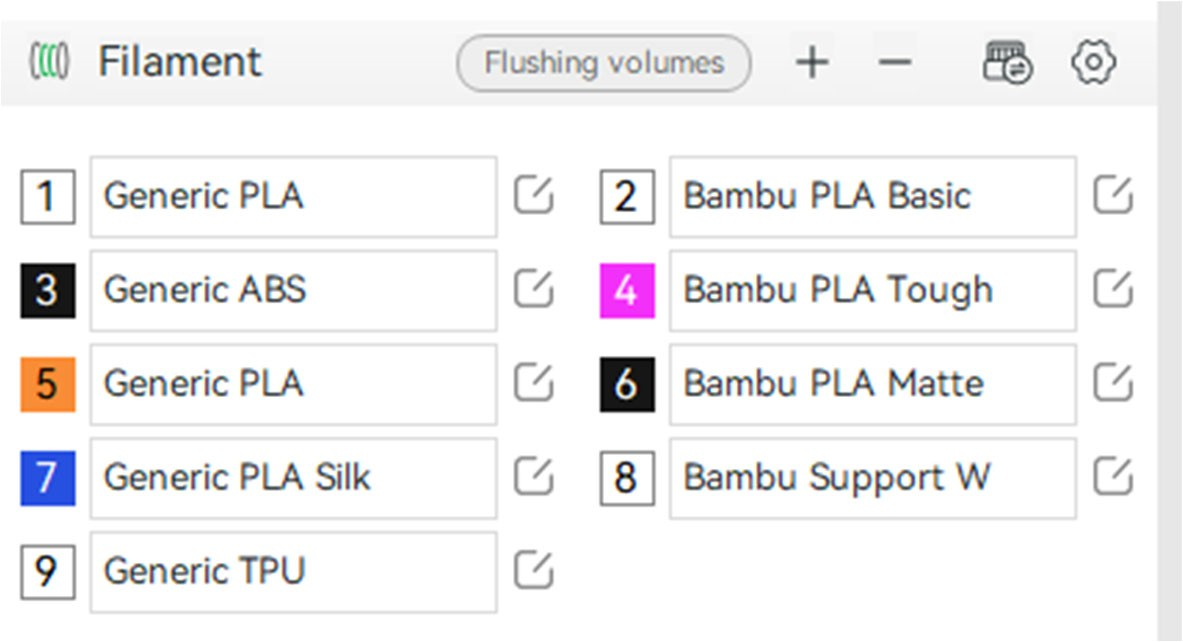 Filament Flushing volumes
1 Generic PLA 2 Bambu PLA Basic
3 Generic ABS 4 Bambu PLA Tough
5 Generic PLA 6 Bambu PLA Matte
7 Generic PLA Silk 8 Bambu Support W
9 Generic TPU